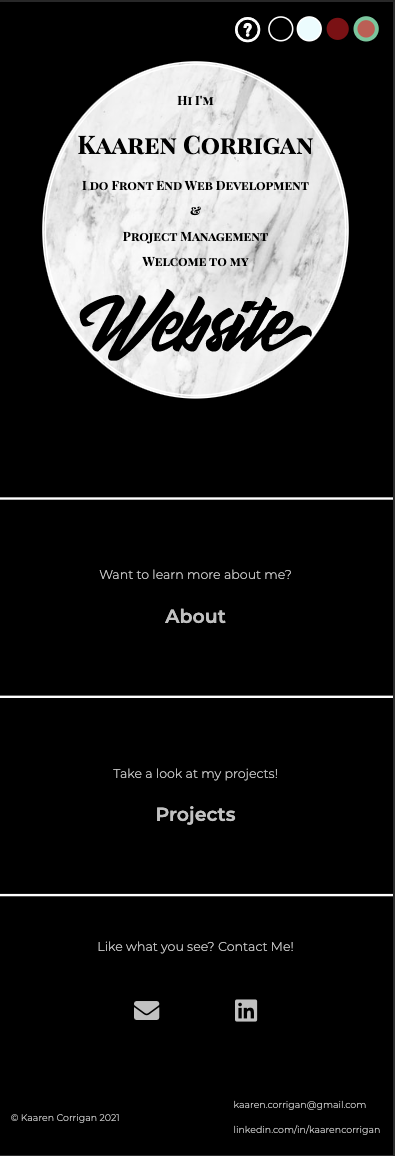 Hi I'm
Kaaren Corrigan
I do Front End Web Development
&
Project Management
Welcome to my
Website
Want to learn more about me?
About
Take a look at my projects!
Projects
Like what you see? Contact Me!
© Kaaren Corrigan 2021
kaaren.corrigan@gmail.com
linkedin.com/in/kaarencorrigan